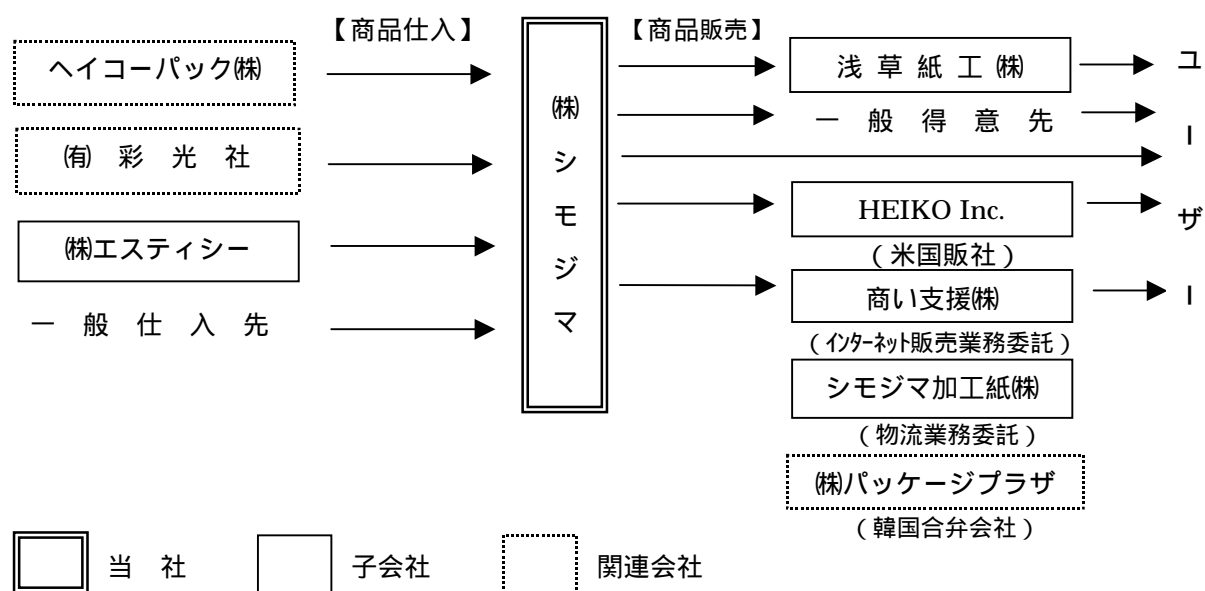 【商品仕入】
【商品販売】
ヘイコーパック㈱
㈲ 彩 光 社
㈱エスティシー
一 般 仕 入 先
㈱シモジマ
浅 草 紙 工 ㈱
一 般 得 意 先
HEIKO Inc.
（米国販社）
商い支援㈱
（ｲﾝﾀｰﾈｯﾄ販売業務委託）
シモジマ加工紙㈱
（物流業務委託）
㈱パッケージプラザ
（韓国合弁会社）
ユーザー
当 社
子会社
関連会社